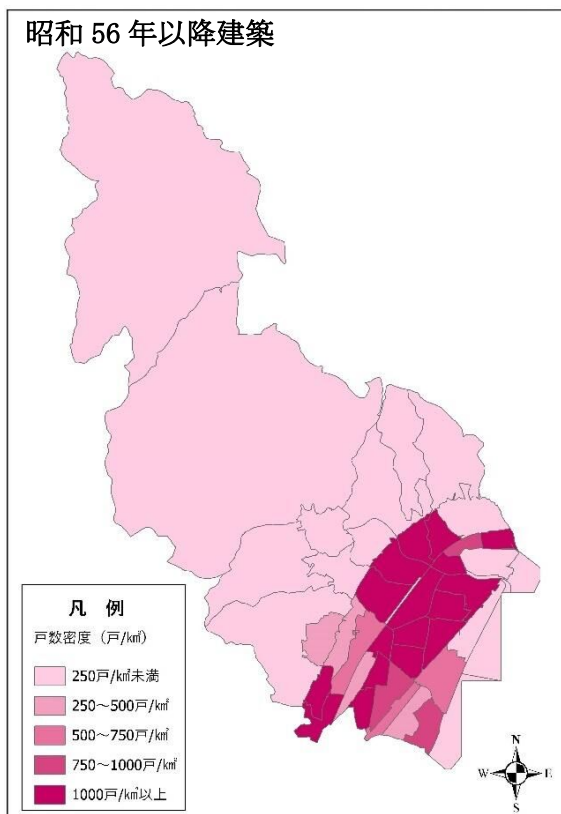 昭和 56 年以降建築
凡 例
戸数密度（戸/㎢）
250戸/㎢未満
250～500戸/㎢
500～750戸/㎢
750～1000戸/㎢
1000戸/㎢以上
N
W
E
S